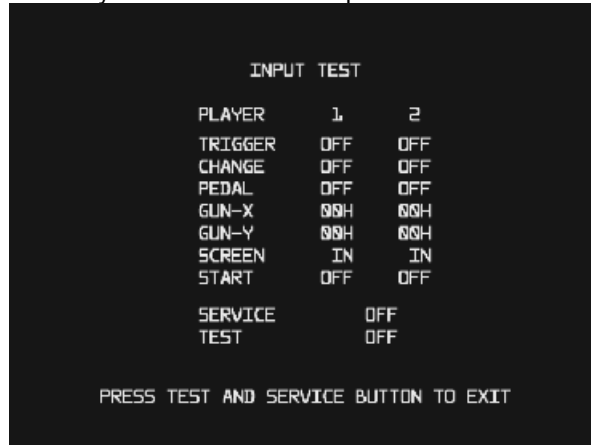 INPUT TEST
PLAYER 1 2
TRIGGER OFF OFF
CHANGE OFF OFF
PEDAL OFF OFF
GUN-X 00H 00H
GUN-Y 00H 00H
SCREEN IN IN
START OFF OFF
SERVICE OFF
TEST OFF
PRESS TEST AND SERVICE BUTTON TO EXIT